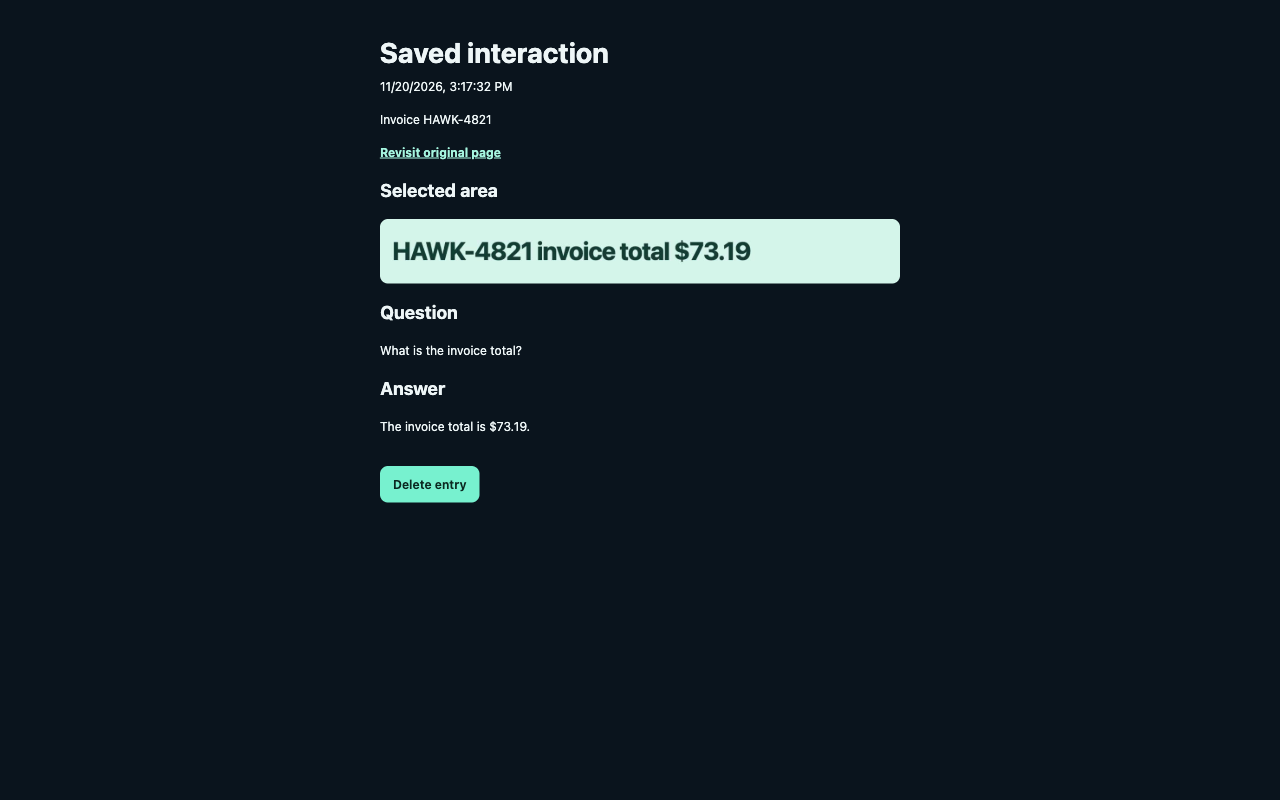 Saved interaction
11/20/2026, 3:17:32 PM
Invoice HAWK-4821
Revisit original page
Selected area
HAWK-4821 invoice total $73.19
Question
What is the invoice total?
Answer
The invoice total is $73.19.
Delete entry